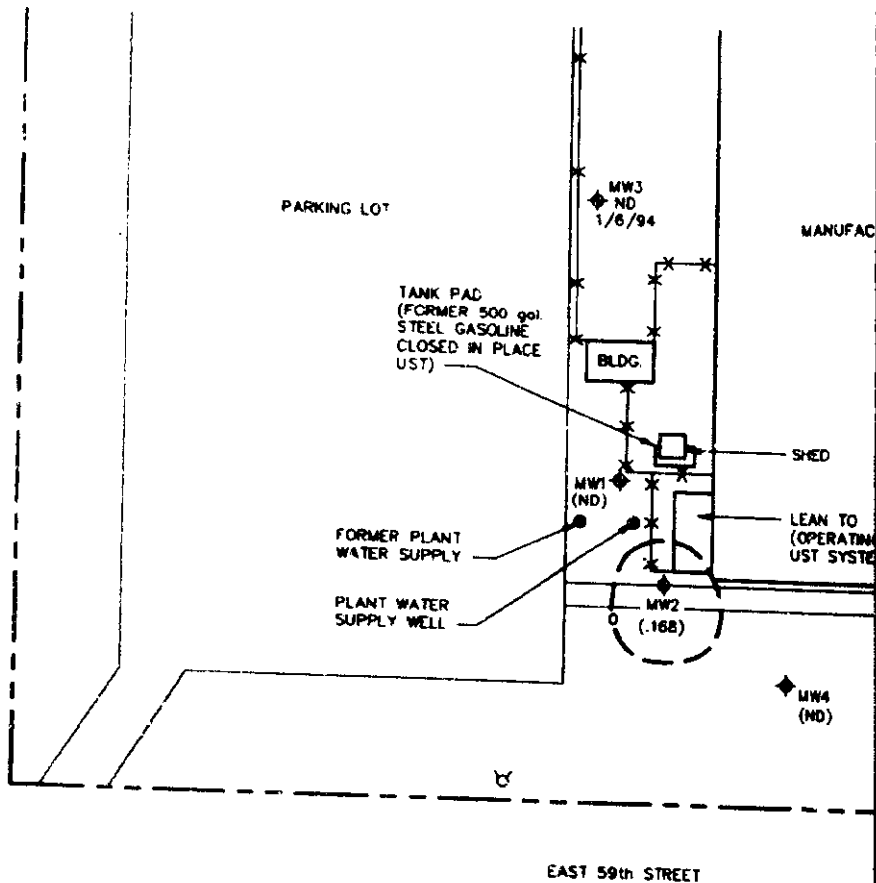 MW3
ND
1/6/94
PARKING LOT
MANUFAC
TANK PAD
(FORMER 500 gal.
STEEL GASOLINE
CLOSED IN PLACE
UST)
BLDG.
SHED
MW1
(ND)
LEAN TO
(OPERATING
UST SYSTE
FORMER PLANT
WATER SUPPLY
PLANT WATER
SUPPLY WELL
MW2
(.168)
0
MW4
(ND)
EAST 59th STREET